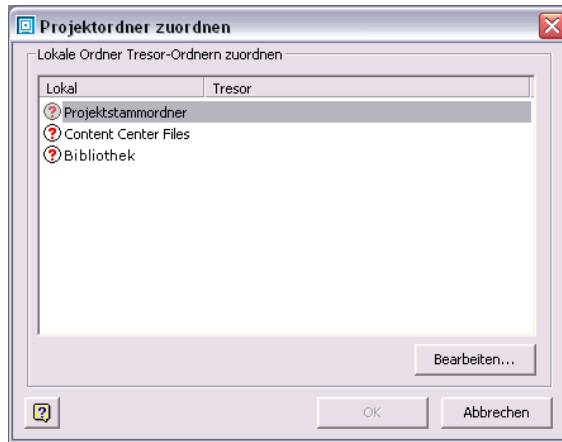 Projektordner zuordnen
Lokale Ordner Tresor-Ordnern zuordnen
Lokal Tresor
Projektstammordner
Content Center Files
Bibliothek
Bearbeiten...
OK Abbrechen